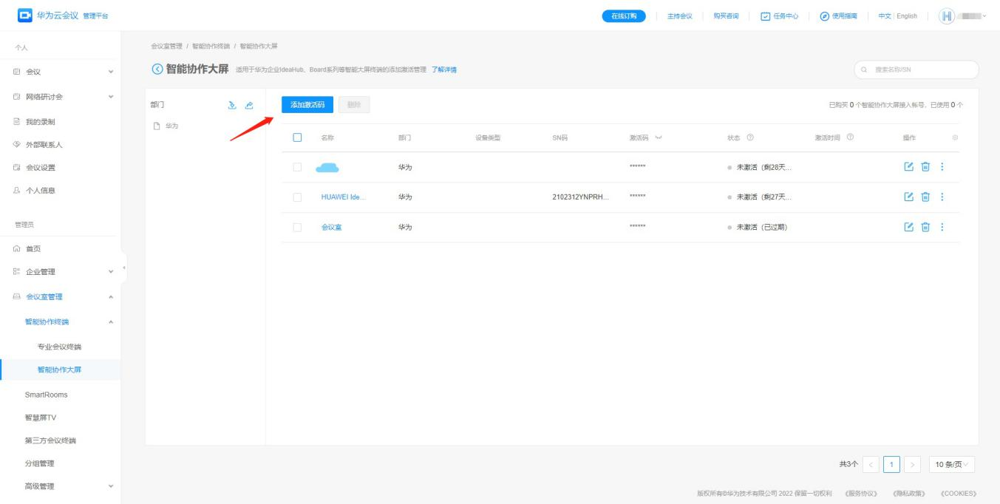 华为云会议 管理平台
在线订购 主持会议 购买咨询 任务中心 使用指南 中文 | English
个人
会议
网络研讨会
我的录制
外部联系人
会议设置
个人信息
管理员
首页
企业管理
会议室管理
智能协作终端
专业会议终端
智能协作大屏
SmartRooms
智慧屏TV
第三方会议终端
分组管理
高级管理
会议室管理 / 智能协作终端 / 智能协作大屏
智能协作大屏 适用于华为企业IdeaHub、Board系列等智能大屏终端的添加激活管理 了解详情
搜索名称/SN
部门
华为
添加激活码 删除 已购买 0 个智能协作大屏接入帐号，已使用 0 个
名称 部门 设备类型 SN码 激活码 状态 激活时间 操作
华为 ****** 未激活（剩28天...
HUAWEI Ide... 华为 2102312YNPRH... ****** 未激活（剩27天...
会议室 华为 ****** 未激活（已过期）
共3个 < 1 > 10 条/页
版权所有©华为技术有限公司 2022 保留一切权利 《服务协议》 《隐私政策》 《COOKIES》